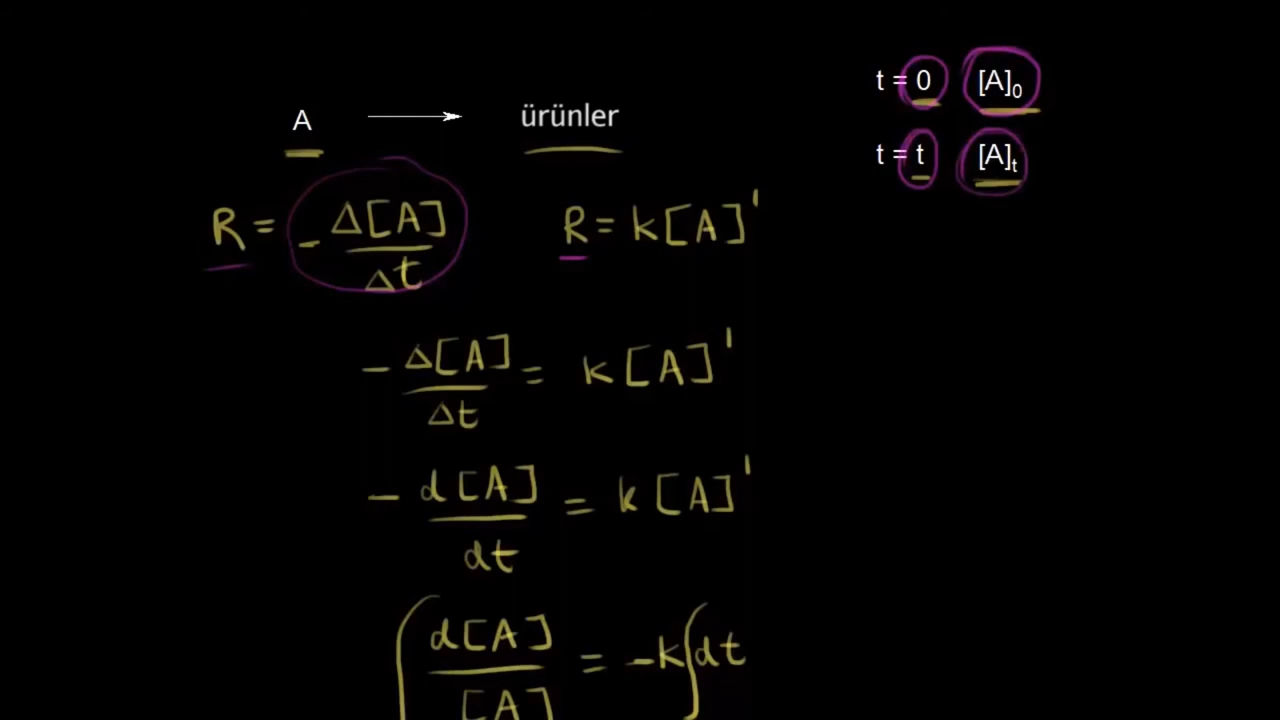 t = 0 [A]₀
A ⟶ ürünler
t = t [A]ₜ
R = - Δ[A]/Δt R = k[A]¹
- Δ[A]/Δt = k[A]¹
- d[A]/dt = k[A]¹
∫ d[A]/[A] = -k∫dt